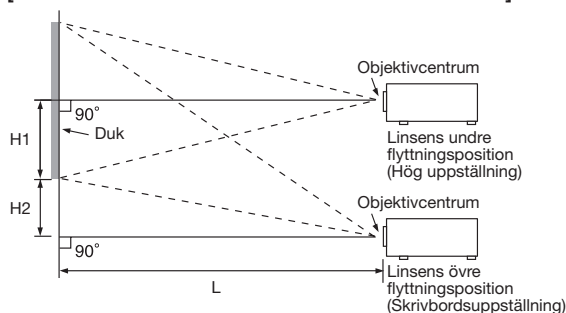 Objektivcentrum
90°
H1
Duk
Linsens undre
flyttningsposition
(Hög uppställning)
H2
Objektivcentrum
90°
L
Linsens övre
flyttningsposition
(Skrivbordsuppställning)